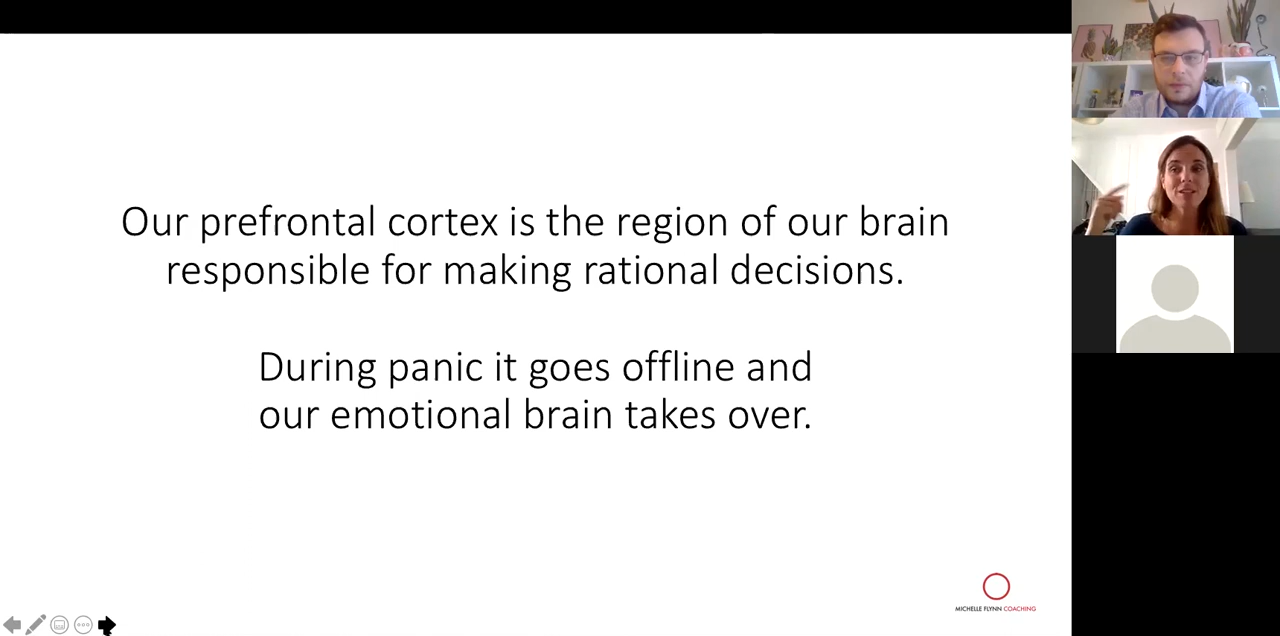 Our prefrontal cortex is the region of our brain
responsible for making rational decisions.
During panic it goes offline and
our emotional brain takes over.
MICHELLE FLYNN COACHING